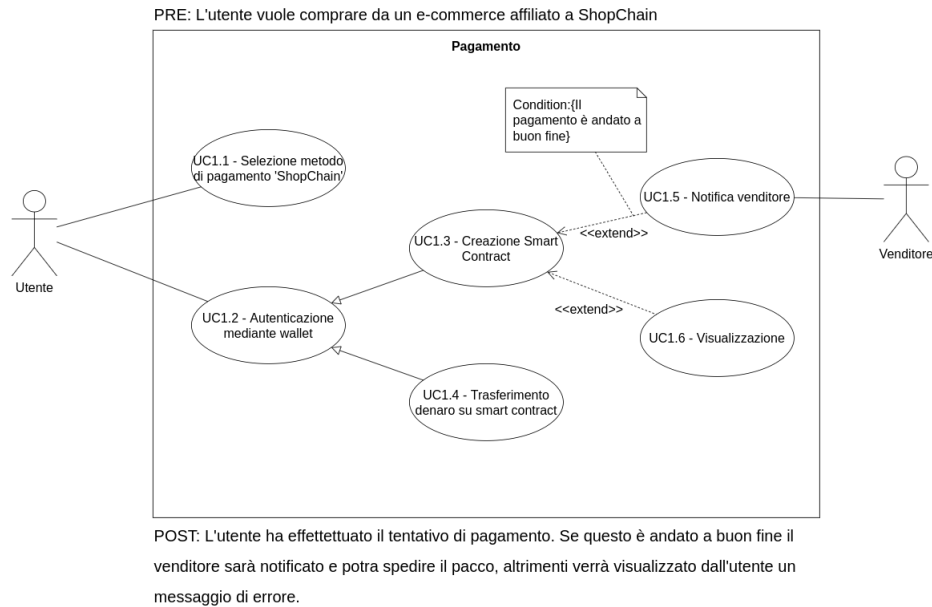 PRE: L'utente vuole comprare da un e-commerce affiliato a ShopChain
Pagamento
Condition:{Il
pagamento è andato a
buon fine}
UC1.1 - Selezione metodo
di pagamento 'ShopChain'
UC1.5 - Notifica venditore
<<extend>>
UC1.3 - Creazione Smart
Contract
Venditore
Utente
<<extend>>
UC1.2 - Autenticazione
mediante wallet
UC1.6 - Visualizzazione
UC1.4 - Trasferimento
denaro su smart contract
POST: L'utente ha effettettuato il tentativo di pagamento. Se questo è andato a buon fine il
venditore sarà notificato e potra spedire il pacco, altrimenti verrà visualizzato dall'utente un
messaggio di errore.